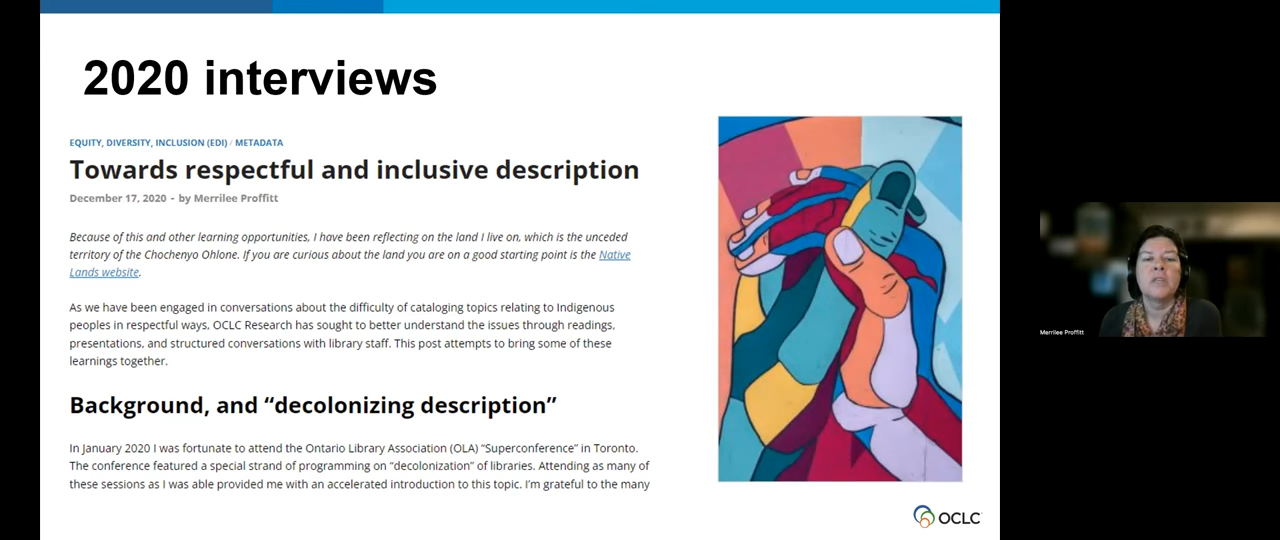 2020 interviews
EQUITY, DIVERSITY, INCLUSION (EDI) / METADATA
Towards respectful and inclusive description
December 17, 2020 - by Merrilee Proffitt
Because of this and other learning opportunities, I have been reflecting on the land I live on, which is the unceded
territory of the Chochenyo Ohlone. If you are curious about the land you are on a good starting point is the Native
Lands website.
As we have been engaged in conversations about the difficulty of cataloging topics relating to Indigenous
peoples in respectful ways, OCLC Research has sought to better understand the issues through readings,
presentations, and structured conversations with library staff. This post attempts to bring some of these
learnings together.
Background, and “decolonizing description”
In January 2020 I was fortunate to attend the Ontario Library Association (OLA) “Superconference” in Toronto.
The conference featured a special strand of programming on “decolonization” of libraries. Attending as many of
these sessions as I was able provided me with an accelerated introduction to this topic. I’m grateful to the many
OCLC
Merrilee Proffitt